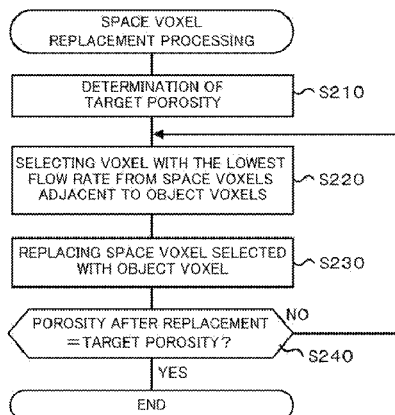 SPACE VOXEL
REPLACEMENT PROCESSING
DETERMINATION OF
TARGET POROSITY
S210
SELECTING VOXEL WITH THE LOWEST
FLOW RATE FROM SPACE VOXELS
ADJACENT TO OBJECT VOXELS
S220
REPLACING SPACE VOXEL SELECTED
WITH OBJECT VOXEL
S230
POROSITY AFTER REPLACEMENT
=TARGET POROSITY?
NO
S240
YES
END